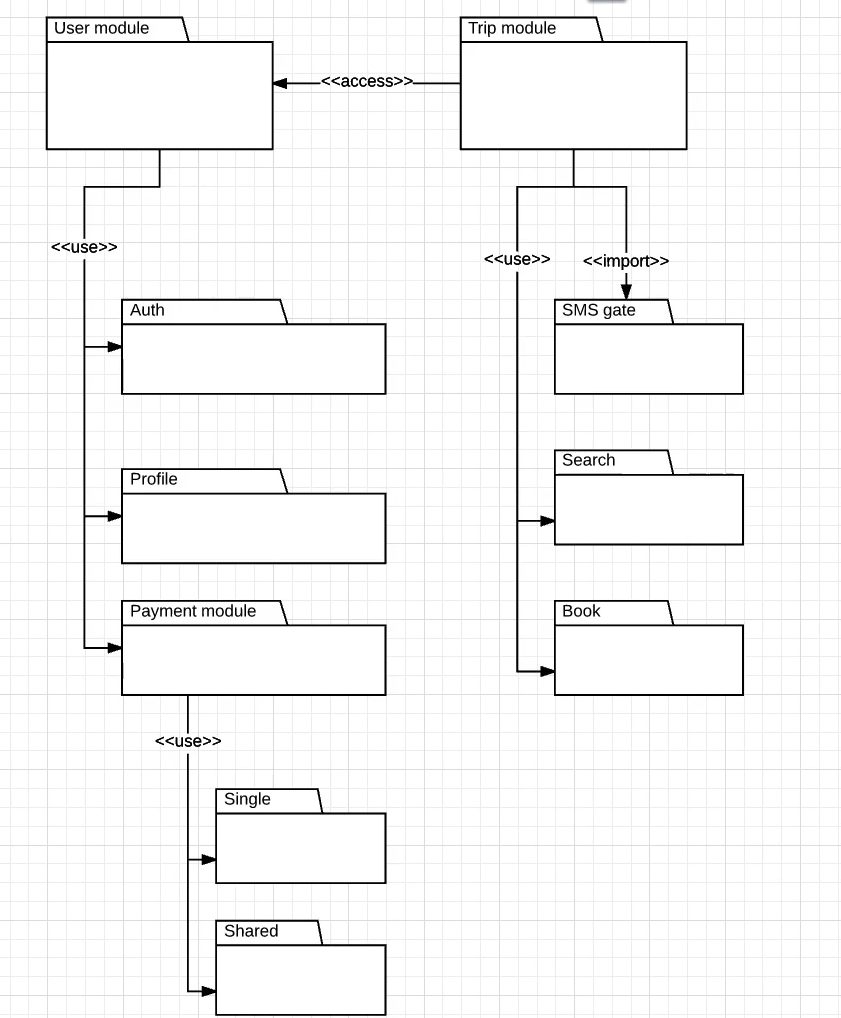 User module
Trip module
<<access>>
<<use>>
<<use>>
<<import>>
Auth
SMS gate
Search
Profile
Payment module
Book
<<use>>
Single
Shared